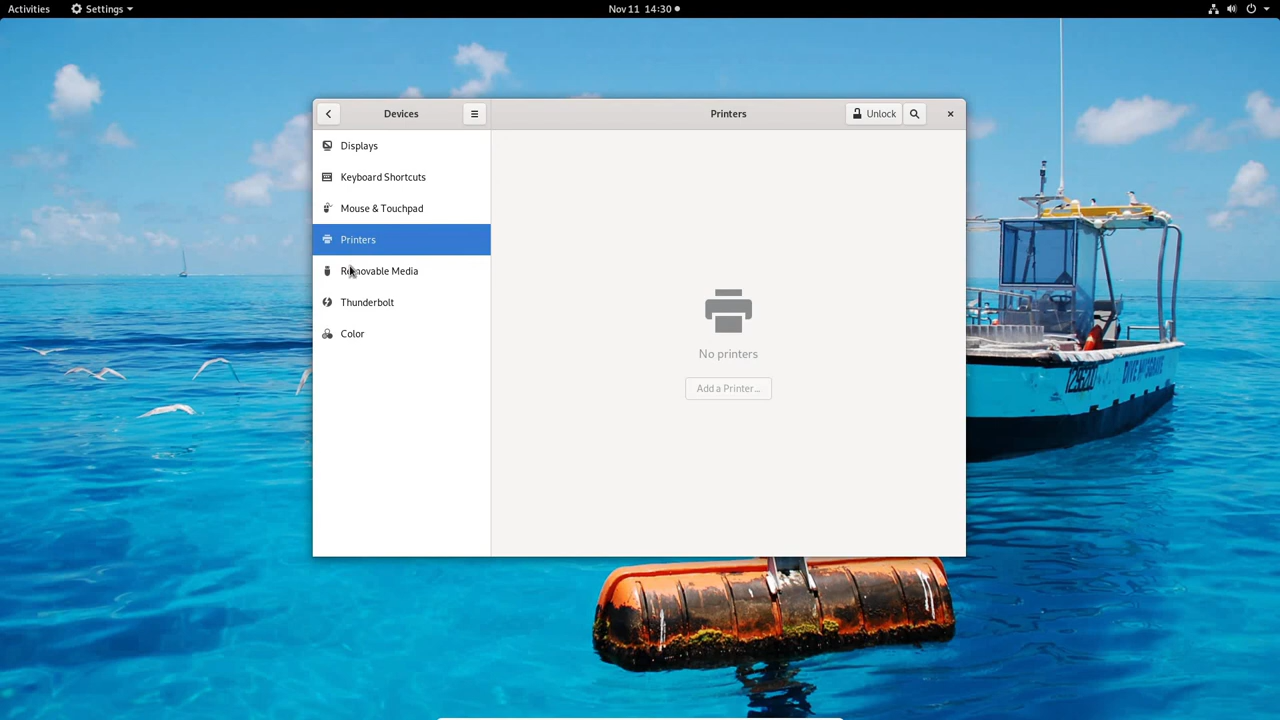 Activities
Settings
Nov 11 14:30
Devices
Printers
Unlock
Displays
Keyboard Shortcuts
Mouse & Touchpad
Printers
Removable Media
Thunderbolt
Color
No printers
Add a Printer...
DIVE